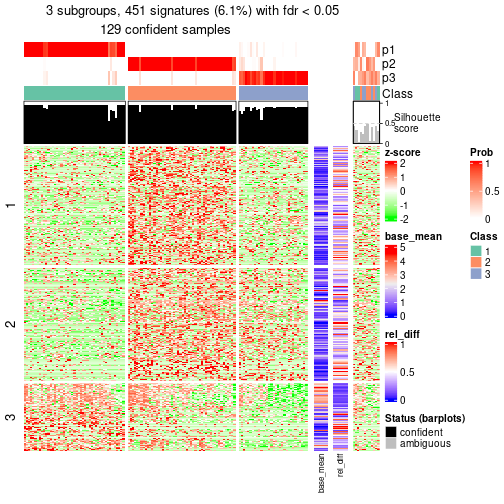 3 subgroups, 451 signatures (6.1%) with fdr < 0.05
129 confident samples
p1
p2
p3
Class
1
0.5
0
Silhouette
score
1
2
3
z-score
2
1
0
-1
-2
Prob
1
0.5
0
base_mean
5
4
3
2
1
0
Class
1
2
3
rel_diff
1
0.5
0
Status (barplots)
confident
ambiguous
base_mean
rel_diff